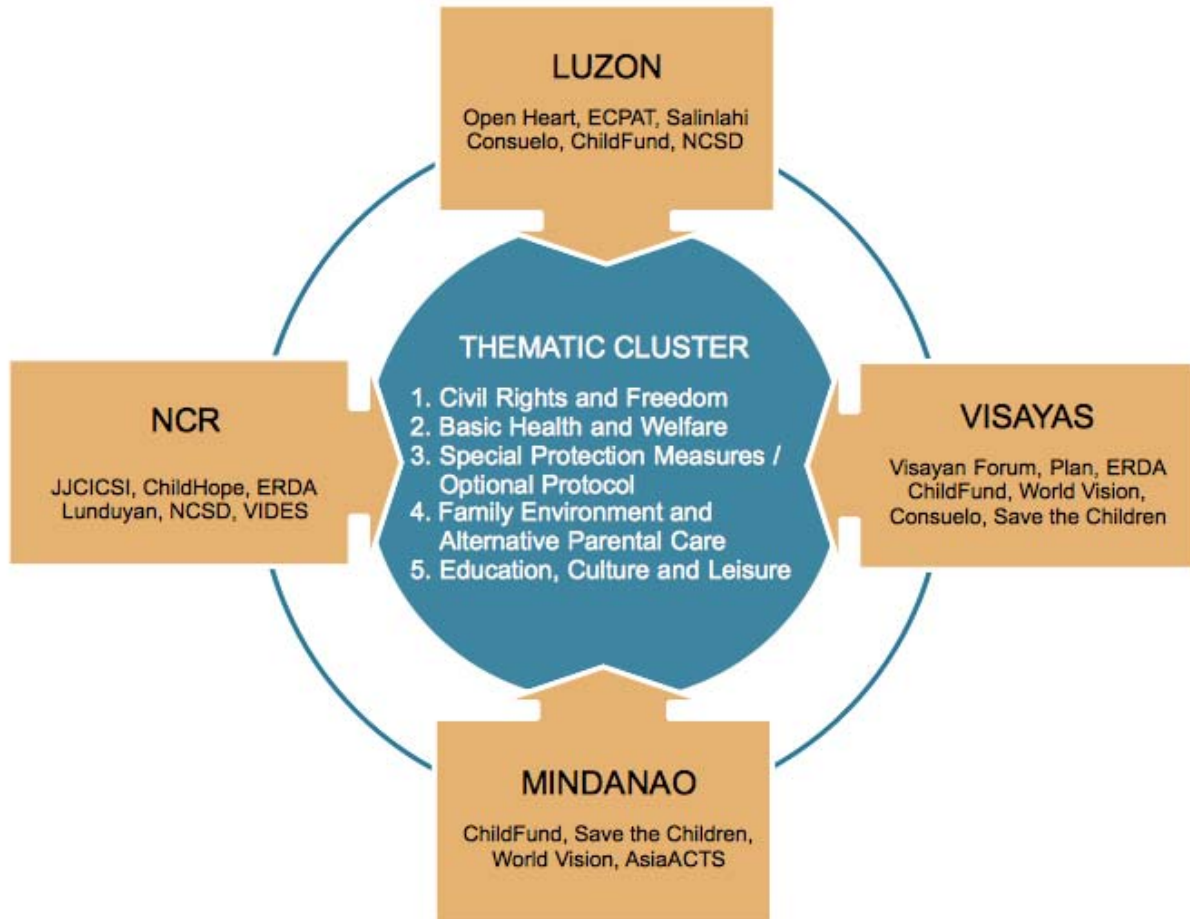 LUZON
Open Heart, ECPAT, Salinlahi
Consuelo, ChildFund, NCSD
THEMATIC CLUSTER
1. Civil Rights and Freedom
2. Basic Health and Welfare
3. Special Protection Measures /
Optional Protocol
4. Family Environment and
Alternative Parental Care
5. Education, Culture and Leisure
NCR
JJCICSI, ChildHope, ERDA
Lunduyan, NCSD, VIDES
VISAYAS
Visayan Forum, Plan, ERDA
ChildFund, World Vision,
Consuelo, Save the Children
MINDANAO
ChildFund, Save the Children,
World Vision, AsiaACTS